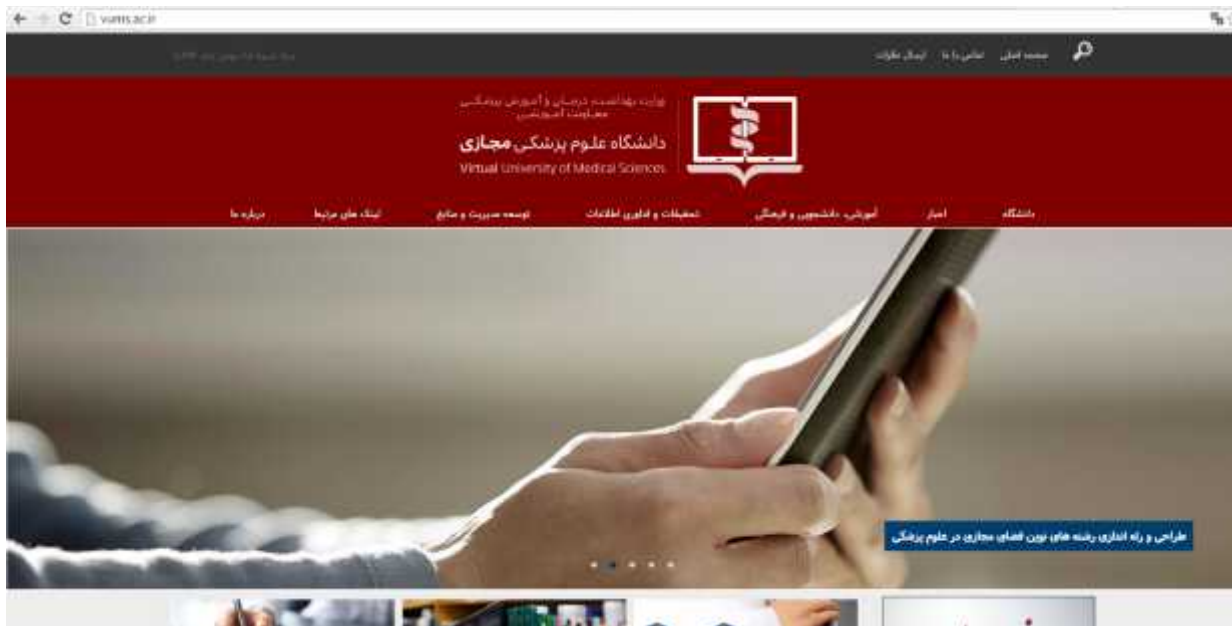 vums.ac.ir
صفحه اصلی تماس با ما ارسال نظرات
وزارت بهداشت، درمان و آموزش پزشکی
معاونت آموزشی
دانشگاه علوم پزشکی مجازی
Virtual University of Medical Sciences
دانشگاه اخبار آموزشی، دانشجویی و فرهنگی تحقیقات و فناوری اطلاعات توسعه مدیریت و منابع لینک های مرتبط درباره ما
طراحی و راه اندازی رشته های نوین فضای مجازی در علوم پزشکی